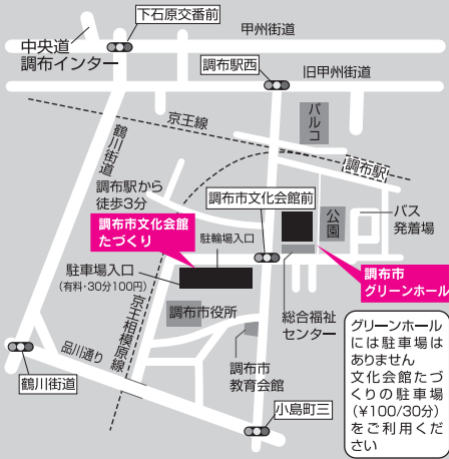 下石原交番前
甲州街道
中央道
調布インター
調布駅西
旧甲州街道
パルコ
京王線
鶴川街道
調布駅
調布駅から
徒歩3分
調布市文化会館前
公園
バス
発着場
調布市文化会館
たづくり
駐輪場入口
駐車場入口
(有料・30分100円)
調布市
グリーンホール
総合福祉
センター
調布市役所
京王相模原線
品川通り
調布市
教育会館
鶴川街道
小島町三
グリーンホール
には駐車場は
ありません
文化会館たづ
くりの駐車場
(¥100/30分)
をご利用くだ
さい